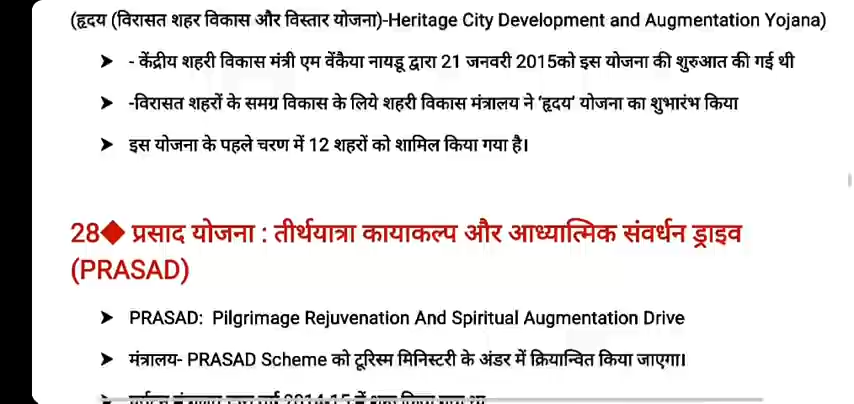 (हृदय (विरासत शहर विकास और विस्तार योजना)-Heritage City Development and Augmentation Yojana)
➤ - केंद्रीय शहरी विकास मंत्री एम वेंकैया नायडू द्वारा 21 जनवरी 2015को इस योजना की शुरुआत की गई थी
➤ -विरासत शहरों के समग्र विकास के लिये शहरी विकास मंत्रालय ने ‘हृदय’ योजना का शुभारंभ किया
➤ इस योजना के पहले चरण में 12 शहरों को शामिल किया गया है।
28◆ प्रसाद योजना : तीर्थयात्रा कायाकल्प और आध्यात्मिक संवर्धन ड्राइव
(PRASAD)
➤ PRASAD: Pilgrimage Rejuvenation And Spiritual Augmentation Drive
➤ मंत्रालय- PRASAD Scheme को टूरिस्म मिनिस्टरी के अंडर में क्रियान्वित किया जाएगा।
➤ 2014-15 में